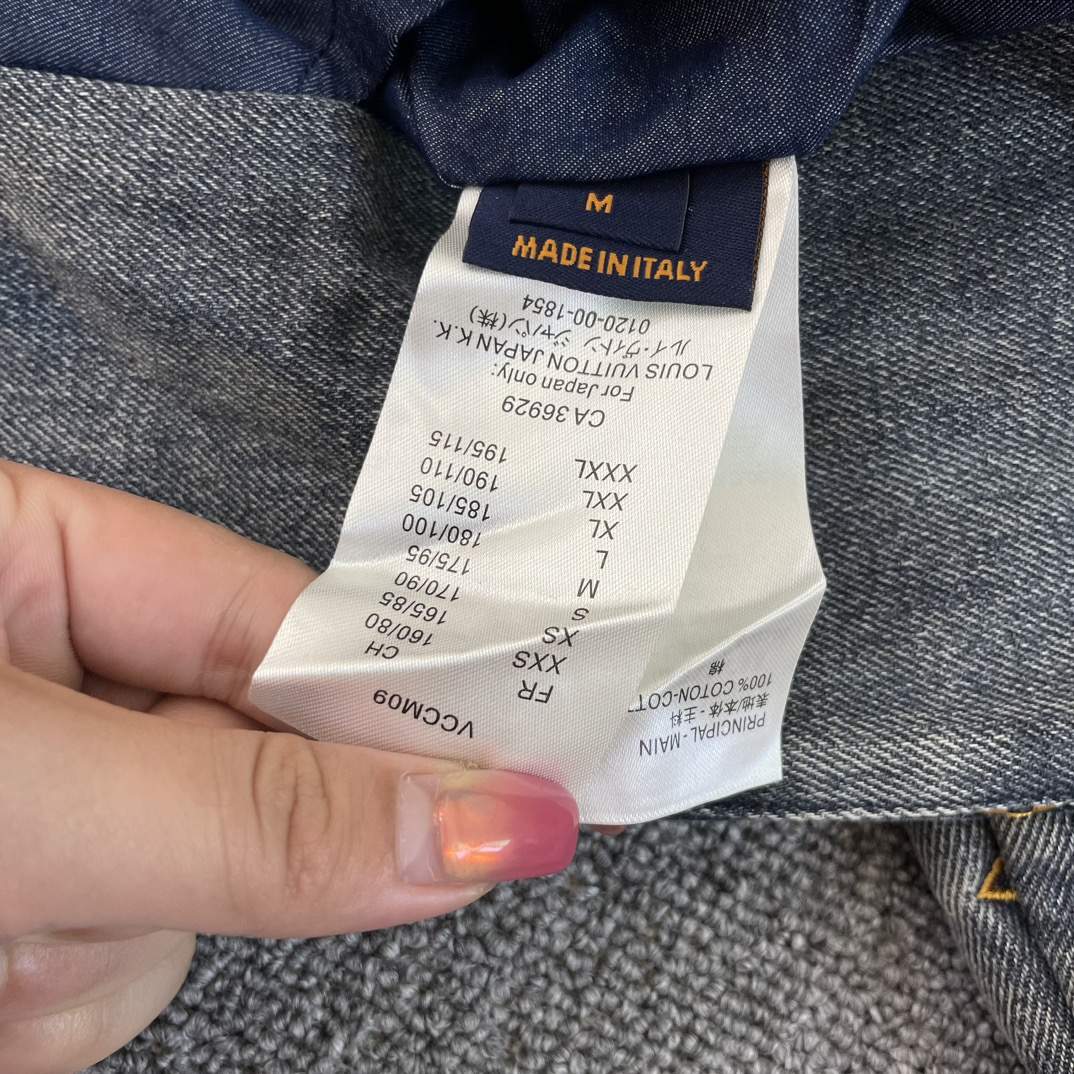 M
MADE IN ITALY
VCCM09
FR CH
XXS 160/80
XS 165/85
S 170/90
M 175/95
L 180/100
XL 185/105
XXL 190/110
XXXL 195/115
CA 36929
For Japan only:
LOUIS VUITTON JAPAN K.K.
ルイ・ヴィトン ジャパン(株)
0120-00-1854
PRINCIPAL-MAIN
表地/本体-主料
100% COTON-COT
棉